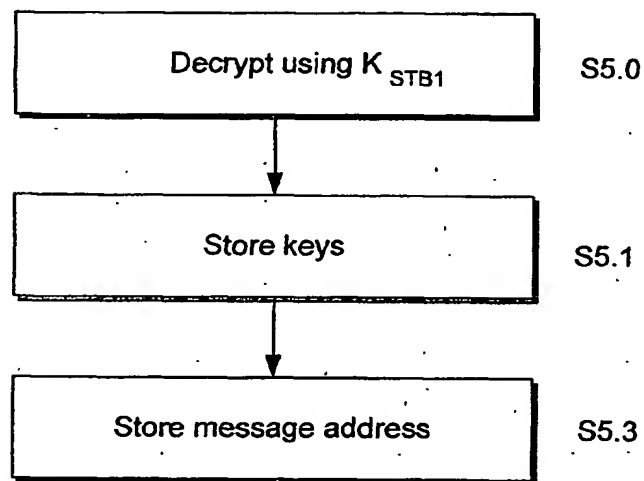 Decrypt using K STB1 S5.0
Store keys S5.1
Store message address S5.3